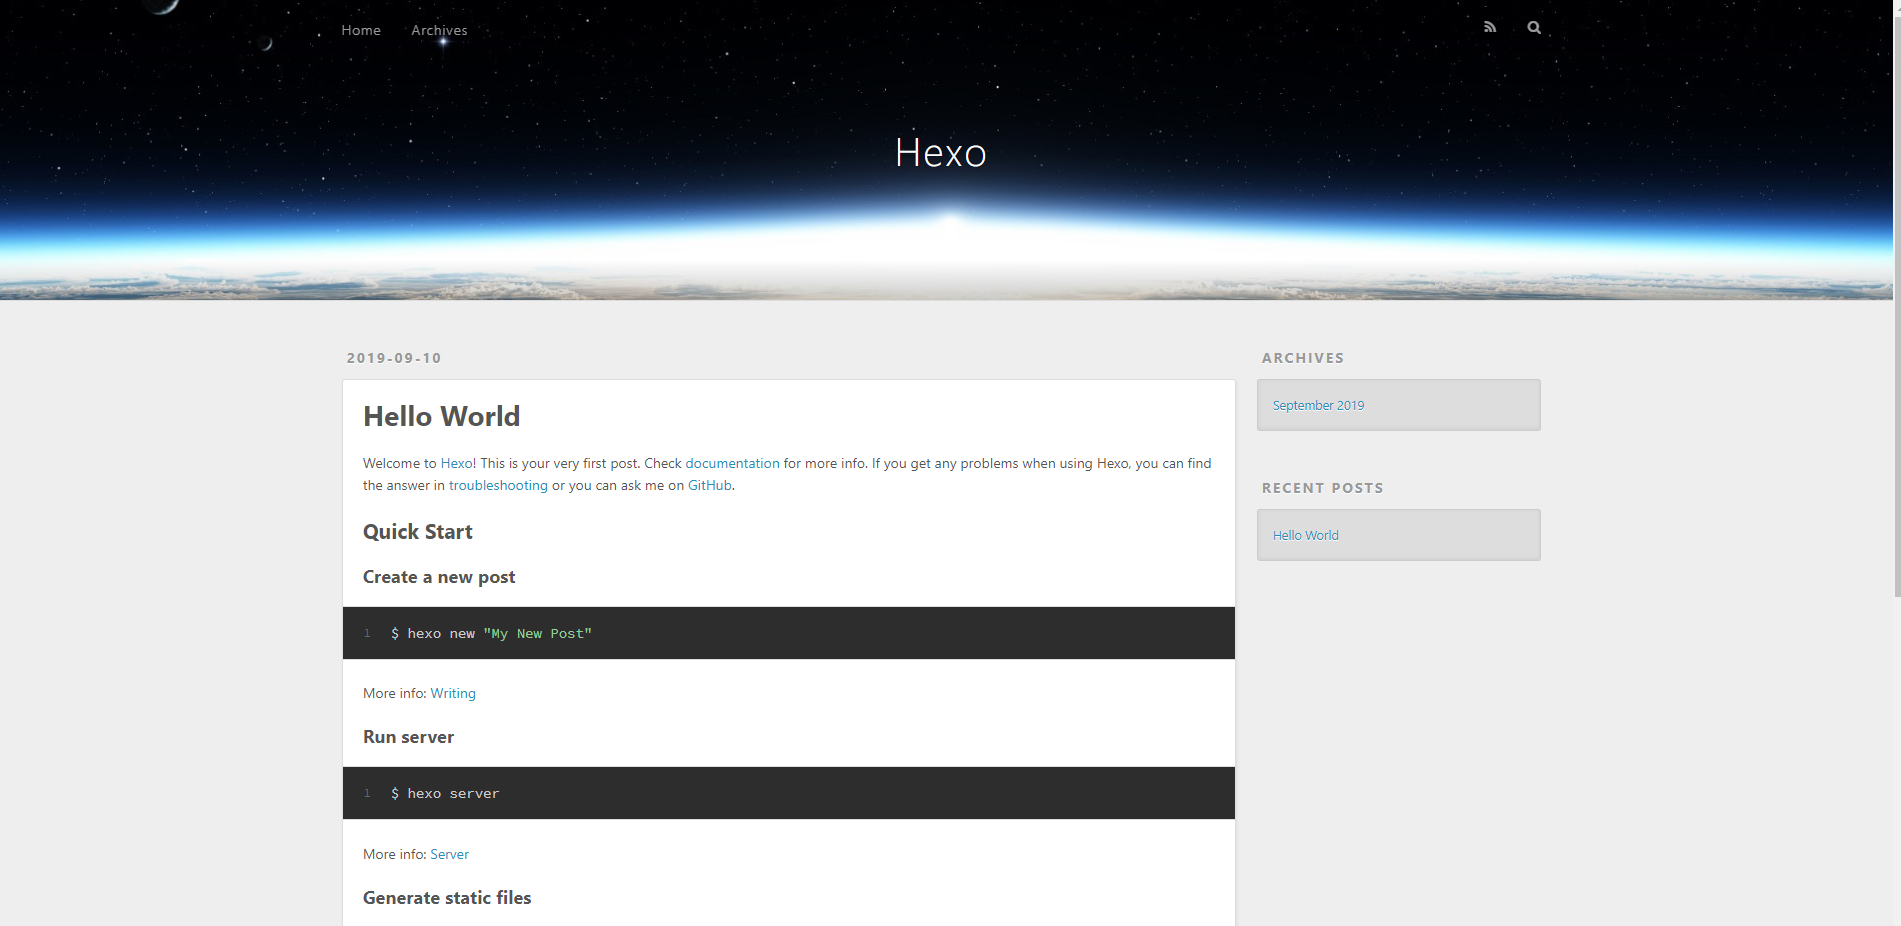 Home Archives
Hexo
2019-09-10
Hello World
Welcome to Hexo! This is your very first post. Check documentation for more info. If you get any problems when using Hexo, you can find
the answer in troubleshooting or you can ask me on GitHub.
Quick Start
Create a new post
1 $ hexo new "My New Post"
More info: Writing
Run server
1 $ hexo server
More info: Server
Generate static files
ARCHIVES
September 2019
RECENT POSTS
Hello World